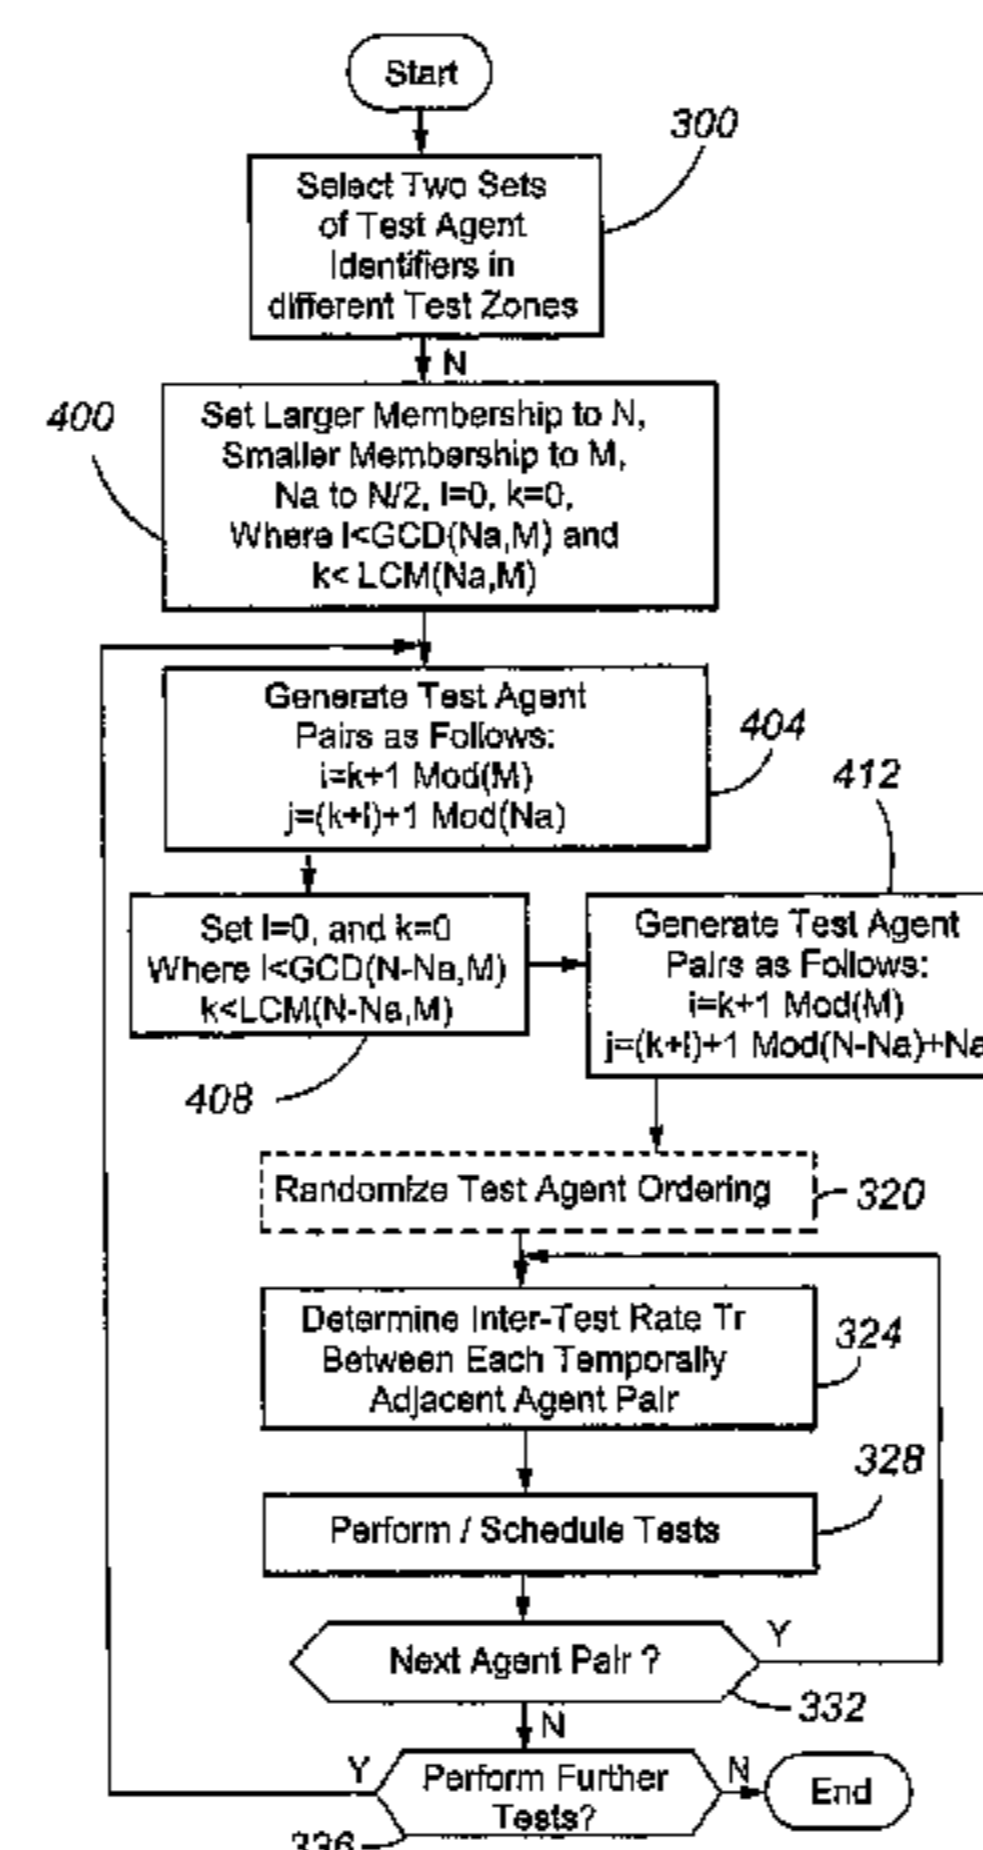 Start
300
Select Two Sets
of Test Agent
Identifiers in
different Test Zones
N
400
Set Larger Membership to N,
Smaller Membership to M,
Na to N/2, l=0, k=0,
Where l<GCD(Na,M) and
k< LCM(Na,M)
Generate Test Agent
Pairs as Follows:
i=k+1 Mod(M)
j=(k+l)+1 Mod(Na)
404
412
Set l=0, and k=0
Where l<GCD(N-Na,M)
k<LCM(N-Na,M)
408
Generate Test Agent
Pairs as Follows:
i=k+1 Mod(M)
j=(k+l)+1 Mod(N-Na)+Na
Randomize Test Agent Ordering
320
Determine Inter-Test Rate Tr
Between Each Temporally
Adjacent Agent Pair
324
328
Perform / Schedule Tests
Next Agent Pair ?
Y
332
N
Y
Perform Further
Tests?
N
End
336